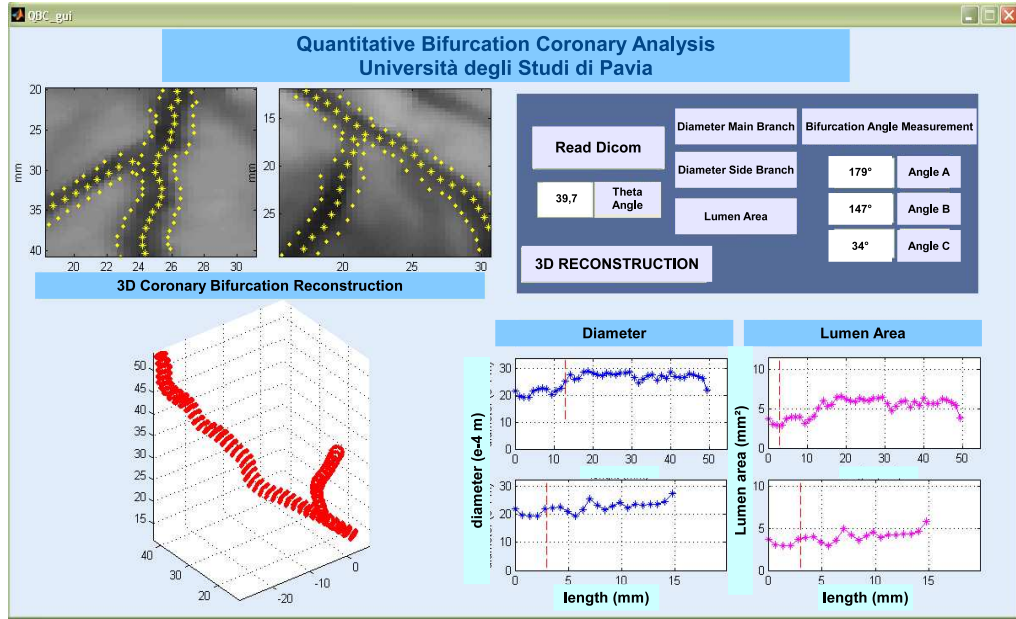 QBC_gui
Quantitative Bifurcation Coronary Analysis
Università degli Studi di Pavia
20
25
30
35
40
mm
18 20 22 24 26 28 30
15
20
25
mm
20 25 30
Read Dicom
39,7
Theta
Angle
3D RECONSTRUCTION
Diameter Main Branch
Diameter Side Branch
Lumen Area
Bifurcation Angle Measurement
179° Angle A
147° Angle B
34° Angle C
3D Coronary Bifurcation Reconstruction
50
45
40
35
30
25
20
15
40
30
20
-20
-10
0
Diameter
diameter (e-4 m)
30
20
10
0
0 10 20 30 40 50
30
20
10
0
0 5 10 15
length (mm)
Lumen Area
Lumen area (mm²)
10
5
0
0 10 20 30 40 50
10
5
0
0 5 10 15
length (mm)